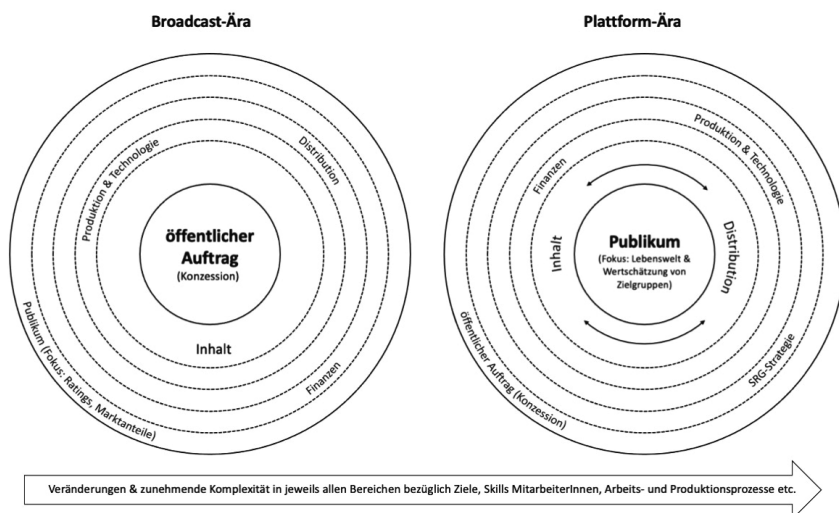 Broadcast-Ära
Produktion & Technologie
Distribution
öffentlicher
Auftrag
(Konzession)
Inhalt
Finanzen
Publikum (Fokus: Ratings, Marktanteile)
Plattform-Ära
Produktion & Technologie
Finanzen
Inhalt
Publikum
(Fokus: Lebenswelt &
Wertschätzung von
Zielgruppen)
Distribution
SRG-Strategie
öffentlicher Auftrag (Konzession)
Veränderungen & zunehmende Komplexität in jeweils allen Bereichen bezüglich Ziele, Skills MitarbeiterInnen, Arbeits- und Produktionsprozesse etc.